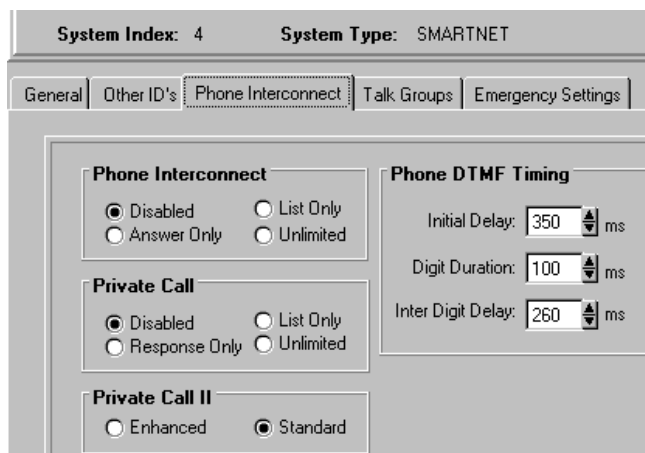 System Index: 4 System Type: SMARTNET
General Other ID's Phone Interconnect Talk Groups Emergency Settings
Phone Interconnect
Disabled List Only
Answer Only Unlimited
Private Call
Disabled List Only
Response Only Unlimited
Private Call II
Enhanced Standard
Phone DTMF Timing
Initial Delay: 350 ms
Digit Duration: 100 ms
Inter Digit Delay: 260 ms